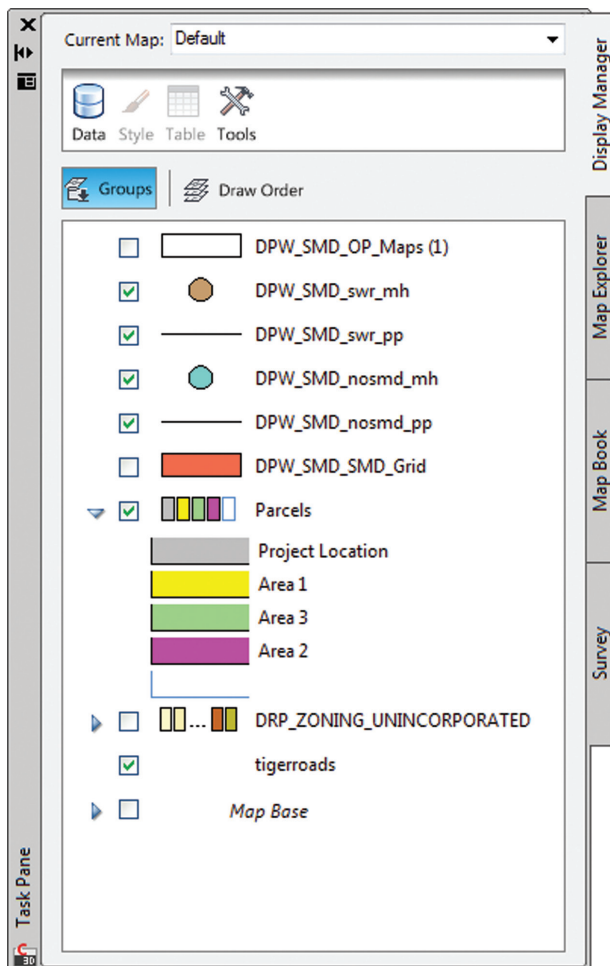 Current Map: Default
Data Style Table Tools
Groups Draw Order
DPW_SMD_OP_Maps (1)
DPW_SMD_swr_mh
DPW_SMD_swr_pp
DPW_SMD_nosmd_mh
DPW_SMD_nosmd_pp
DPW_SMD_SMD_Grid
Parcels
Project Location
Area 1
Area 3
Area 2
...
DRP_ZONING_UNINCORPORATED
tigerroads
Map Base
Display Manager
Map Explorer
Map Book
Survey
Task Pane
C
3D